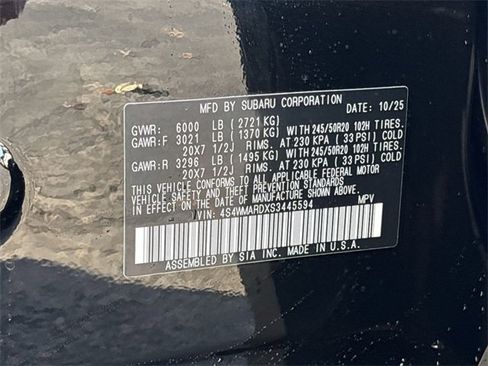 MFD BY SUBARU CORPORATION DATE: 10/25
GVWR: 6000 LB ( 2721 KG)
GAWR:F 3021 LB ( 1370 KG) WITH 245/50R20 102H TIRES.
20X7 1/2J RIMS. AT 230 KPA ( 33 PSI) COLD
GAWR:R 3296 LB ( 1495 KG) WITH 245/50R20 102H TIRES.
20X7 1/2J RIMS. AT 230 KPA ( 33 PSI) COLD
THIS VEHICLE CONFORMS TO ALL APPLICABLE FEDERAL MOTOR
VEHICLE SAFETY AND THEFT PREVENTION STANDARDS
IN EFFECT ON THE DATE OF MANUFACTURE SHOWN ABOVE.
VIN: 4S4WMARDXS3445594 MPV
ASSEMBLED BY SIA INC. MADE IN U.S.A.